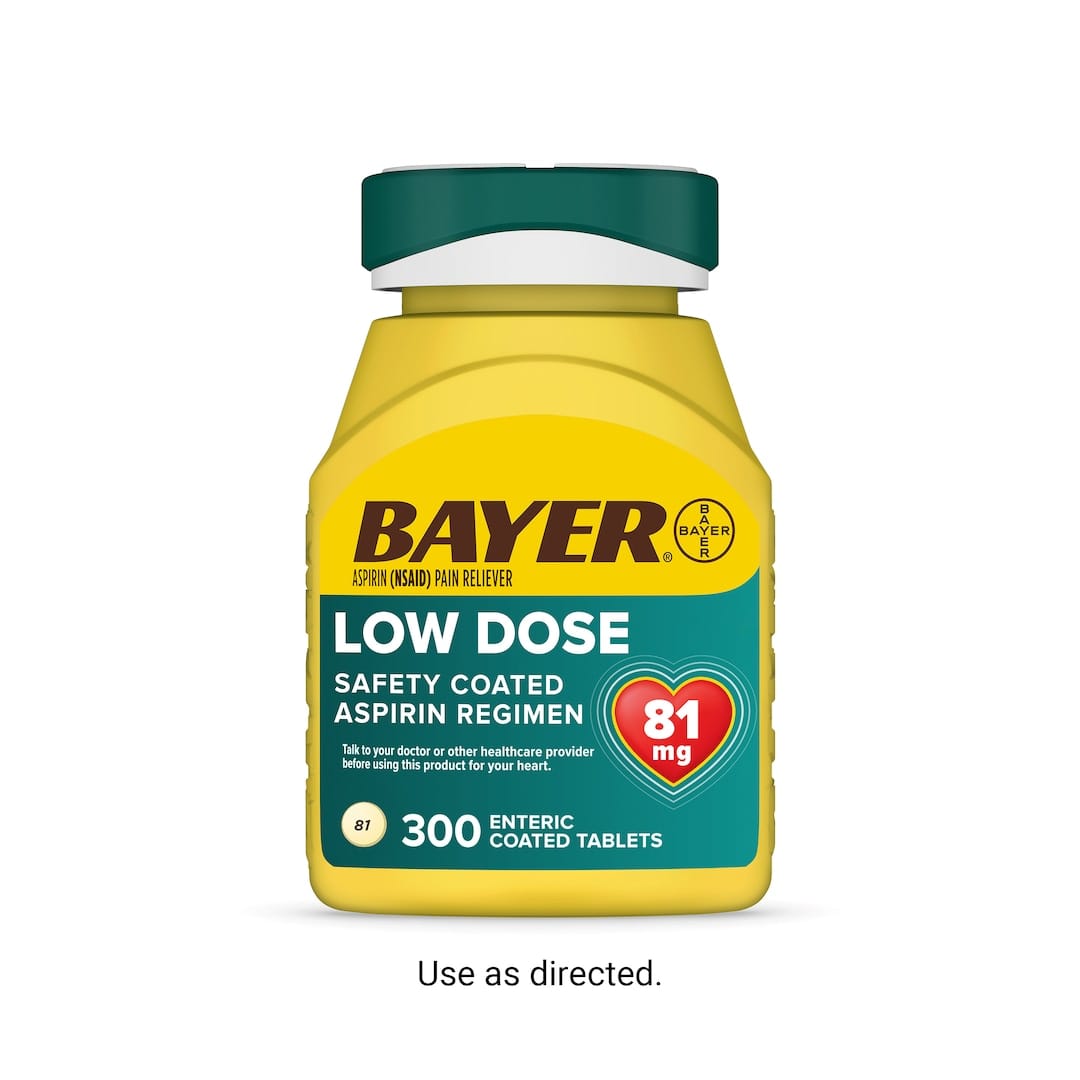 BAYER®
BAYER
BAYER
ASPIRIN (NSAID) PAIN RELIEVER
LOW DOSE
SAFETY COATED
ASPIRIN REGIMEN
81
mg
Talk to your doctor or other healthcare provider
before using this product for your heart.
81
300 ENTERIC
COATED TABLETS
Use as directed.